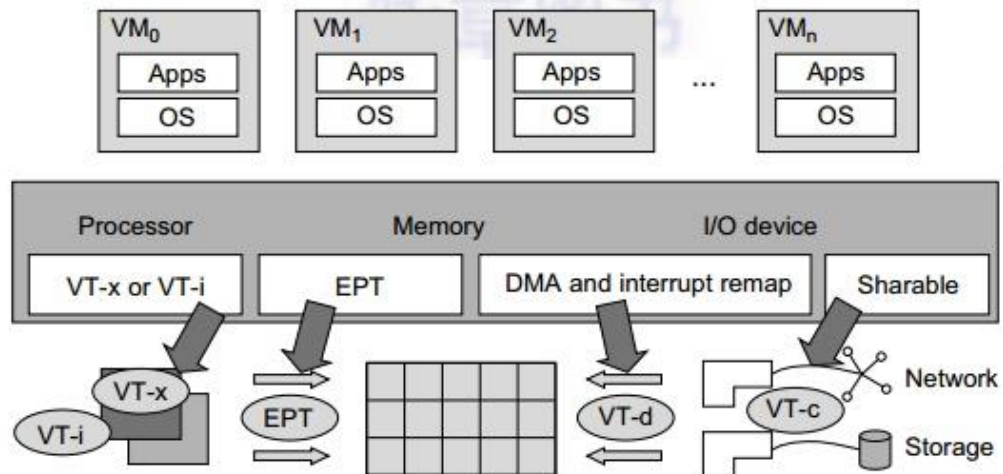 VM0
Apps
OS
VM1
Apps
OS
VM2
Apps
OS
...
VMn
Apps
OS
Processor
Memory
I/O device
VT-x or VT-i
EPT
DMA and interrupt remap
Sharable
VT-x
VT-i
EPT
VT-d
VT-c
Network
Storage